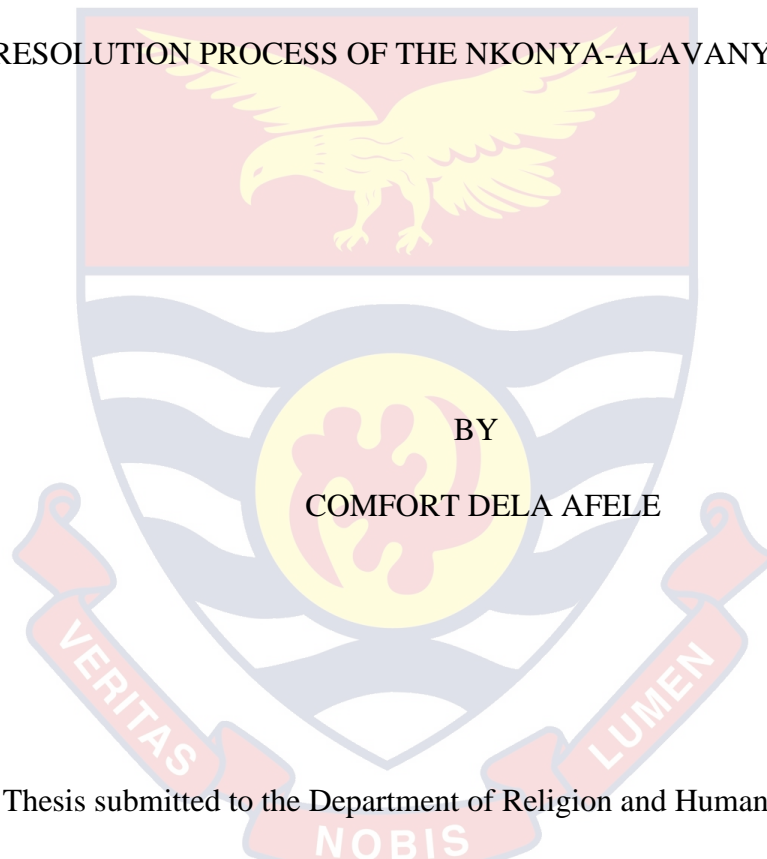 RESOLUTION PROCESS OF THE NKONYA-ALAVANY
BY
COMFORT DELA AFELE
VERITAS
LUMEN
Thesis submitted to the Department of Religion and Human
NOBIS